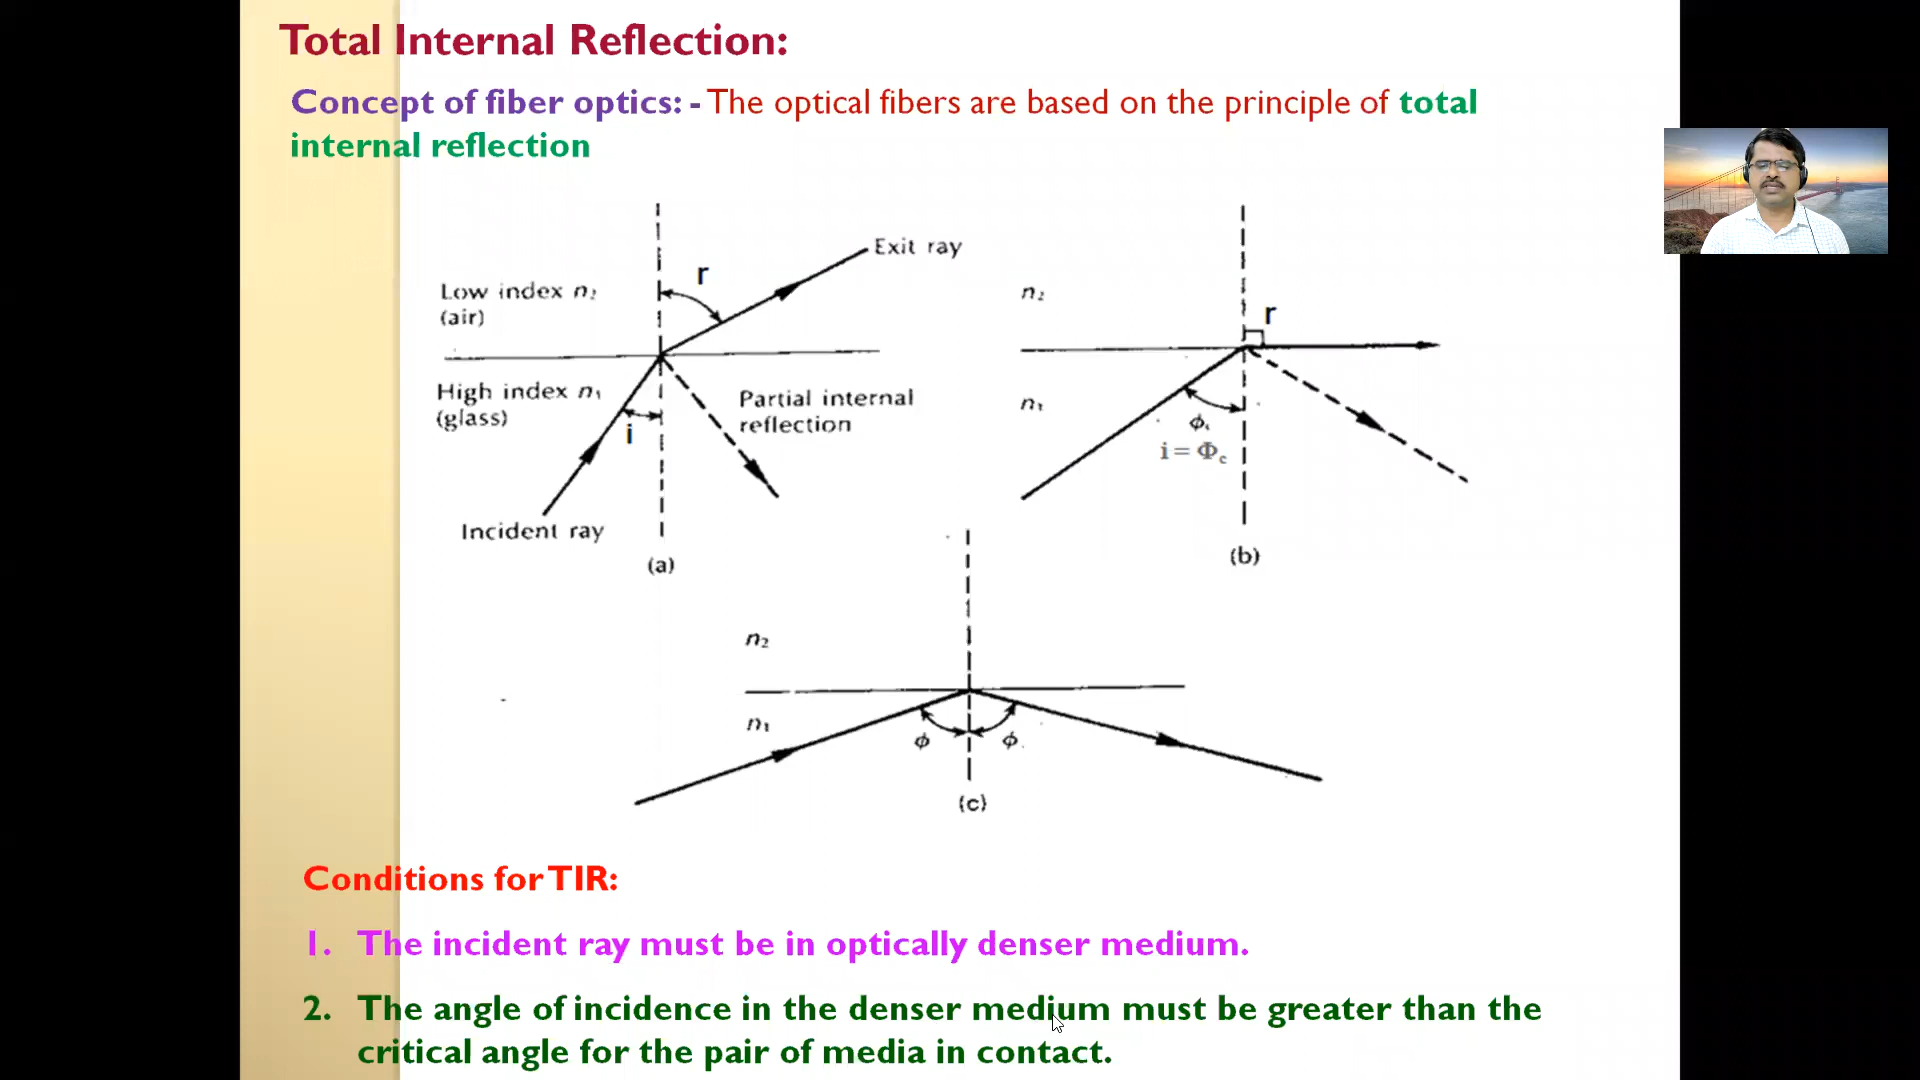 Total Internal Reflection:
Concept of fiber optics: - The optical fibers are based on the principle of total
internal reflection
Exit ray
r
Low index n₂
(air)
High index n₁
(glass)
i
Partial internal
reflection
Incident ray
(a)
n₂
r
n₁
ϕ
i = Φc
(b)
n₂
n₁
ϕ
ϕ
(c)
Conditions for TIR:
1. The incident ray must be in optically denser medium.
2. The angle of incidence in the denser medium must be greater than the
critical angle for the pair of media in contact.